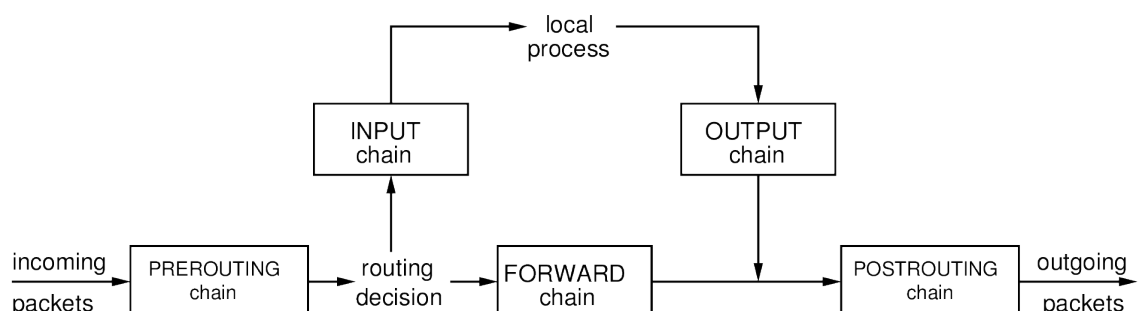 local
process
INPUT
chain
OUTPUT
chain
incoming
packets
PREROUTING
chain
routing
decision
FORWARD
chain
POSTROUTING
chain
outgoing
packets